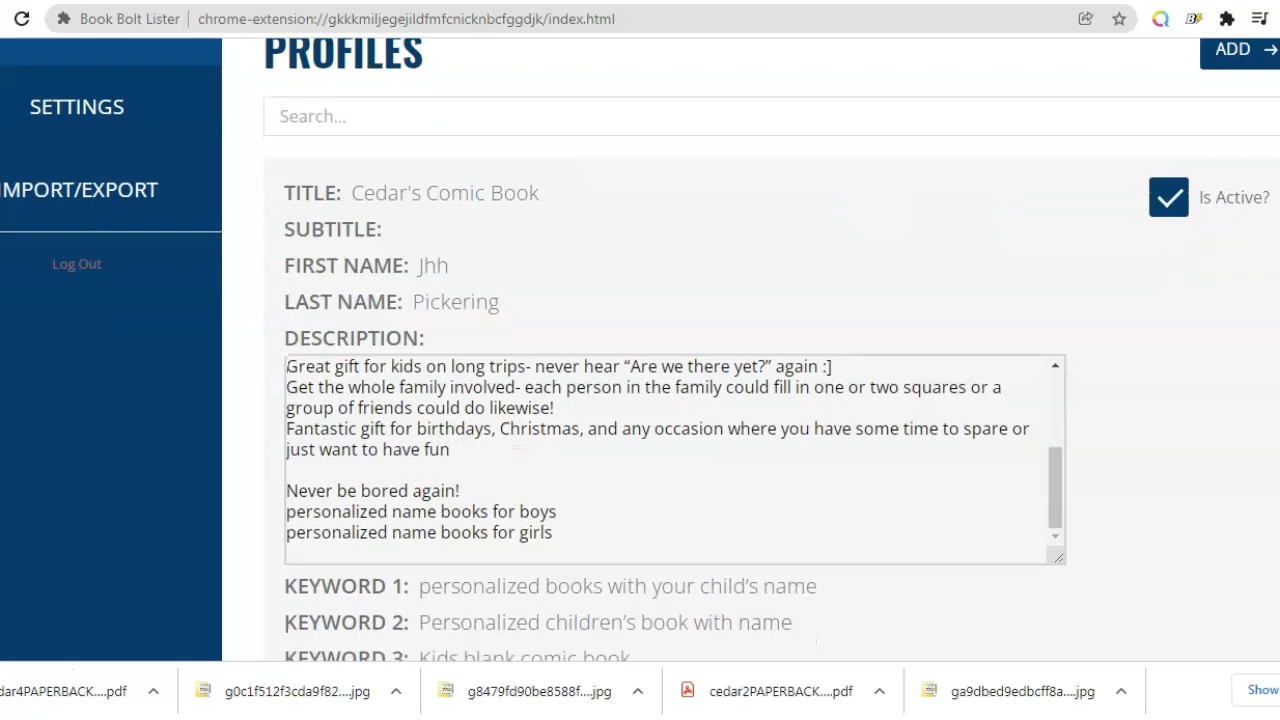 Book Bolt Lister
chrome-extension://gkkkmiljegejildfmfcnicknbcfggdjk/index.html
PROFILES
ADD →
SETTINGS
Search...
IMPORT/EXPORT
TITLE: Cedar's Comic Book
Is Active?
SUBTITLE:
Log Out
FIRST NAME: Jhh
LAST NAME: Pickering
DESCRIPTION:
Great gift for kids on long trips- never hear “Are we there yet?” again :]
Get the whole family involved- each person in the family could fill in one or two squares or a
group of friends could do likewise!
Fantastic gift for birthdays, Christmas, and any occasion where you have some time to spare or
just want to have fun
Never be bored again!
personalized name books for boys
personalized name books for girls
KEYWORD 1: personalized books with your child’s name
KEYWORD 2: Personalized children’s book with name
KEYWORD 3: Kids blank comic book
dar4PAPERBACK....pdf
g0c1f512f3cda9f82....jpg
g8479fd90be8588f....jpg
cedar2PAPERBACK....pdf
ga9dbed9edbcff8a....jpg
Show